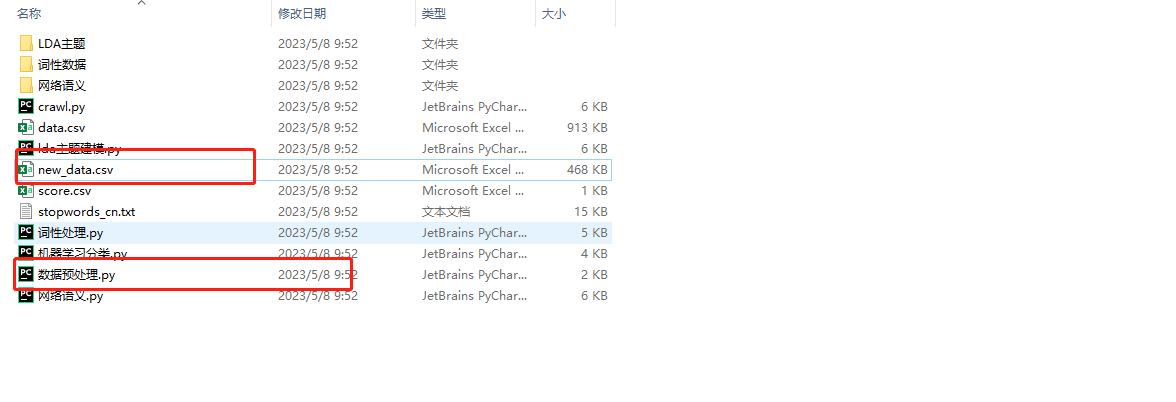 名称 修改日期 类型 大小
LDA主题 2023/5/8 9:52 文件夹
词性数据 2023/5/8 9:52 文件夹
网络语义 2023/5/8 9:52 文件夹
crawl.py 2023/5/8 9:52 JetBrains PyChar... 6 KB
data.csv 2023/5/8 9:52 Microsoft Excel ... 913 KB
lda主题建模.py 2023/5/8 9:52 JetBrains PyChar... 6 KB
new_data.csv 2023/5/8 9:52 Microsoft Excel ... 468 KB
score.csv 2023/5/8 9:52 Microsoft Excel ... 1 KB
stopwords_cn.txt 2023/5/8 9:52 文本文档 15 KB
词性处理.py 2023/5/8 9:52 JetBrains PyChar... 5 KB
机器学习分类.py 2023/5/8 9:52 JetBrains PyChar... 4 KB
数据预处理.py 2023/5/8 9:52 JetBrains PyChar... 2 KB
网络语义.py 2023/5/8 9:52 JetBrains PyChar... 6 KB